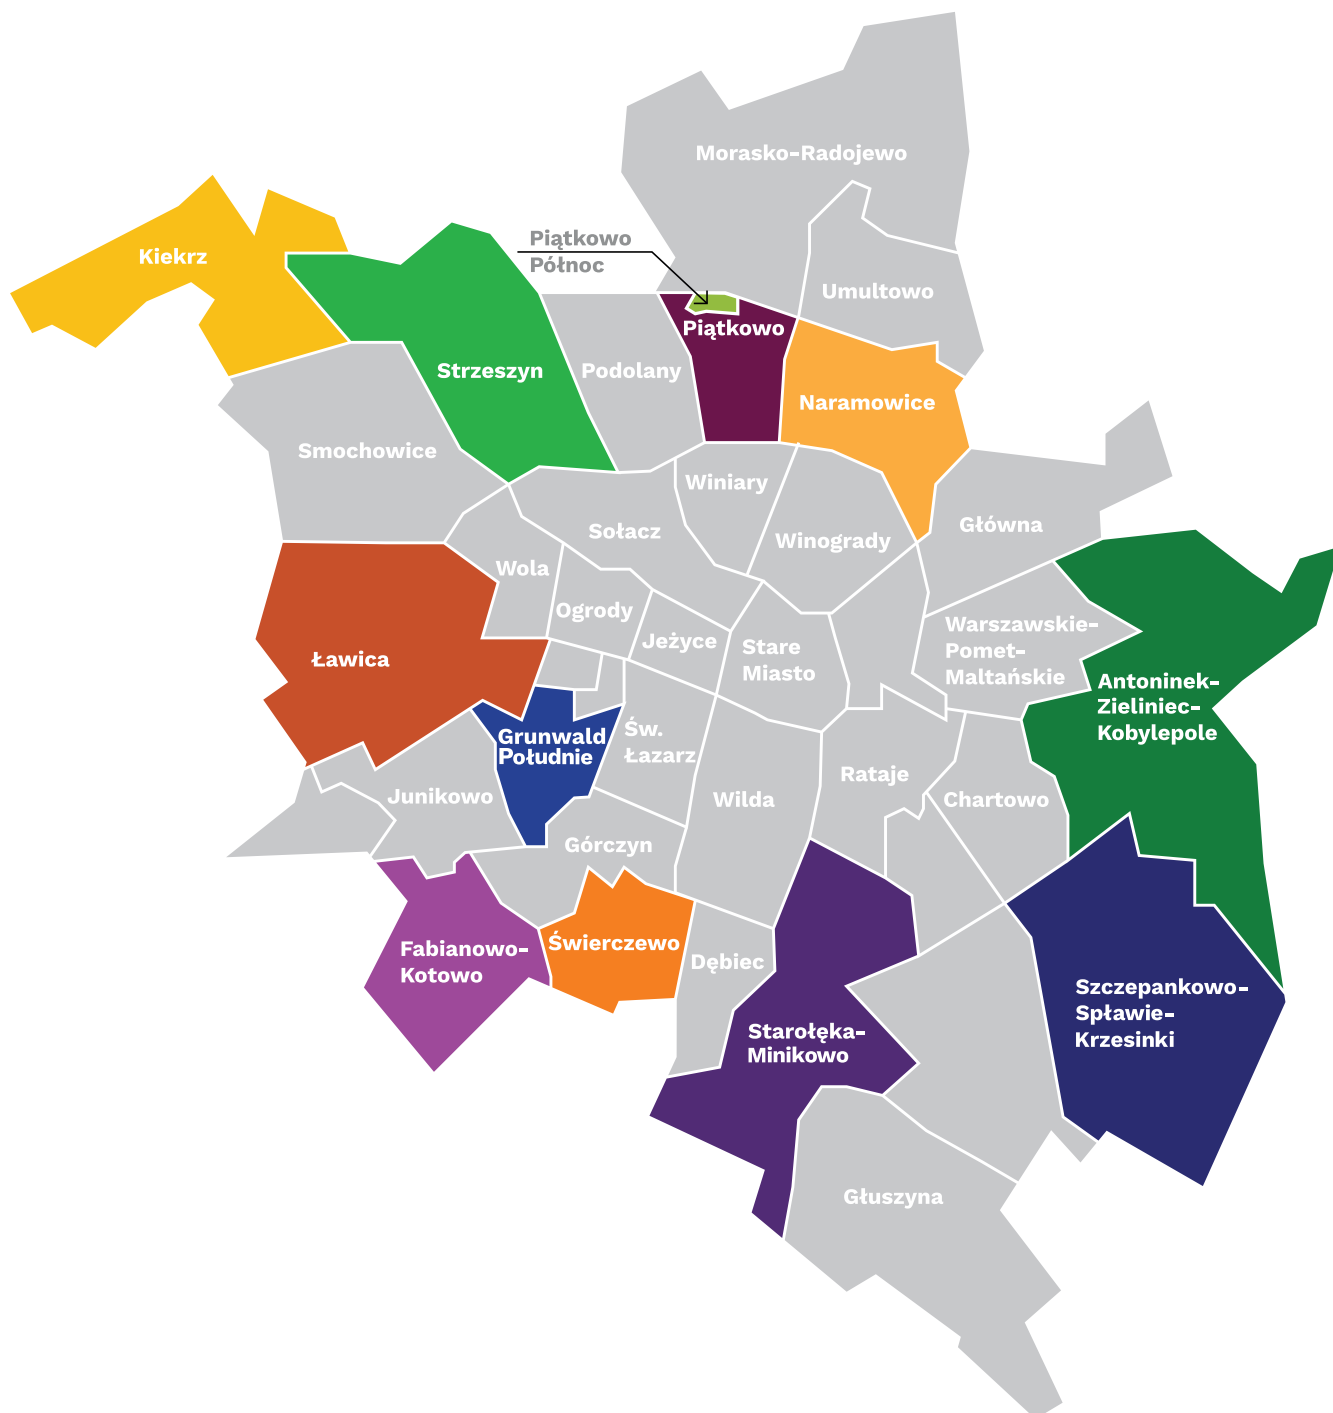 Morasko-Radojewo
Piątkowo
Północ
Kiekrz
Umultowo
Piątkowo
Strzeszyn
Podolany
Naramowice
Smochowice
Winiary
Sołacz
Winogrady
Główna
Wola
Ogrody
Jeżyce
Stare
Miasto
Warszawskie-
Pomet-
Maltańskie
Ławica
Antoninek-
Zieliniec-
Kobylepole
Grunwald
Południe
Św.
Łazarz
Junikowo
Wilda
Rataje
Chartowo
Górczyn
Fabianowo-
Kotowo
Świerczewo
Dębiec
Starołęka-
Minikowo
Szczepankowo-
Spławie-
Krzesinki
Głuszyna